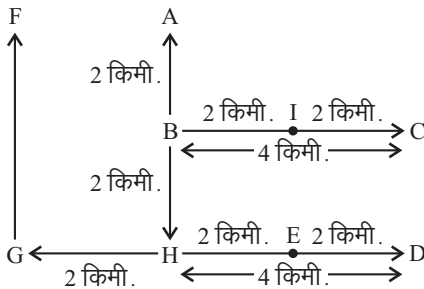 F A
2 किमी.
2 किमी. I 2 किमी.
B C
4 किमी.
2 किमी.
2 किमी. E 2 किमी.
G H D
2 किमी. 4 किमी.